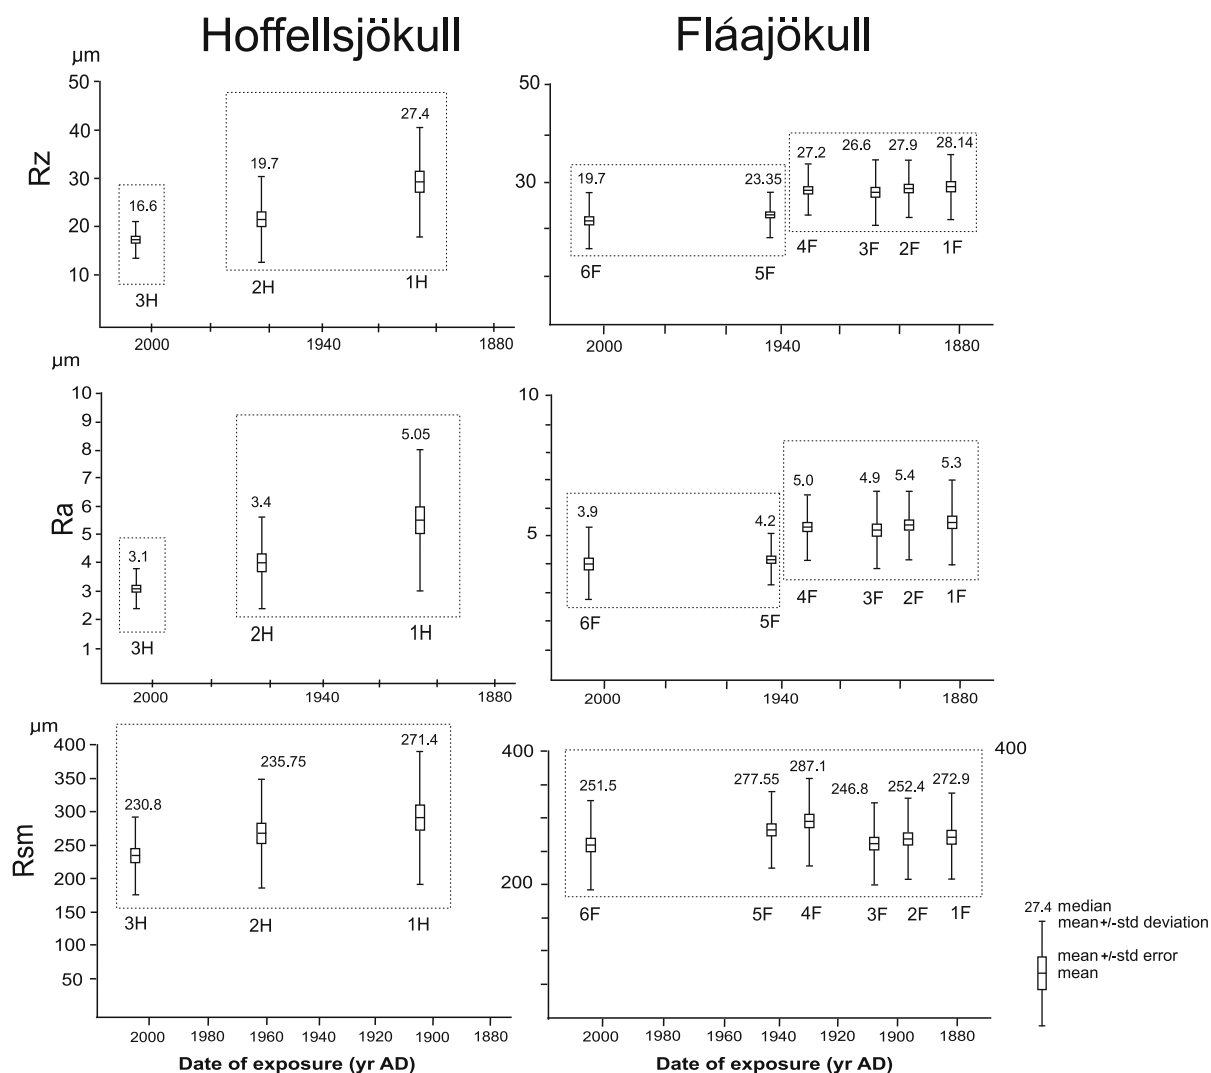 Hoffellsjökull Fláajökull
µm
Rz
50
40
30
20
10
16.6 19.7 27.4
3H 2H 1H
2000 1940 1880
50
30
19.7 23.35 27.2 26.6 27.9 28.14
6F 5F 4F 3F 2F 1F
2000 1940 1880
µm
Ra
10
9
8
7
6
5
4
3
2
1
3.1 3.4 5.05
3H 2H 1H
2000 1940 1880
10
5
3.9 4.2 5.0 4.9 5.4 5.3
6F 5F 4F 3F 2F 1F
2000 1940 1880
µm
Rsm
400
350
300
250
200
150
100
50
230.8 235.75 271.4
3H 2H 1H
2000 1980 1960 1940 1920 1900 1880
Date of exposure (yr AD)
400 400
200
251.5 277.55 287.1 246.8 252.4 272.9
6F 5F 4F 3F 2F 1F
2000 1980 1960 1940 1920 1900 1880
Date of exposure (yr AD)
27.4 median
mean+/-std deviation
mean+/-std error
mean